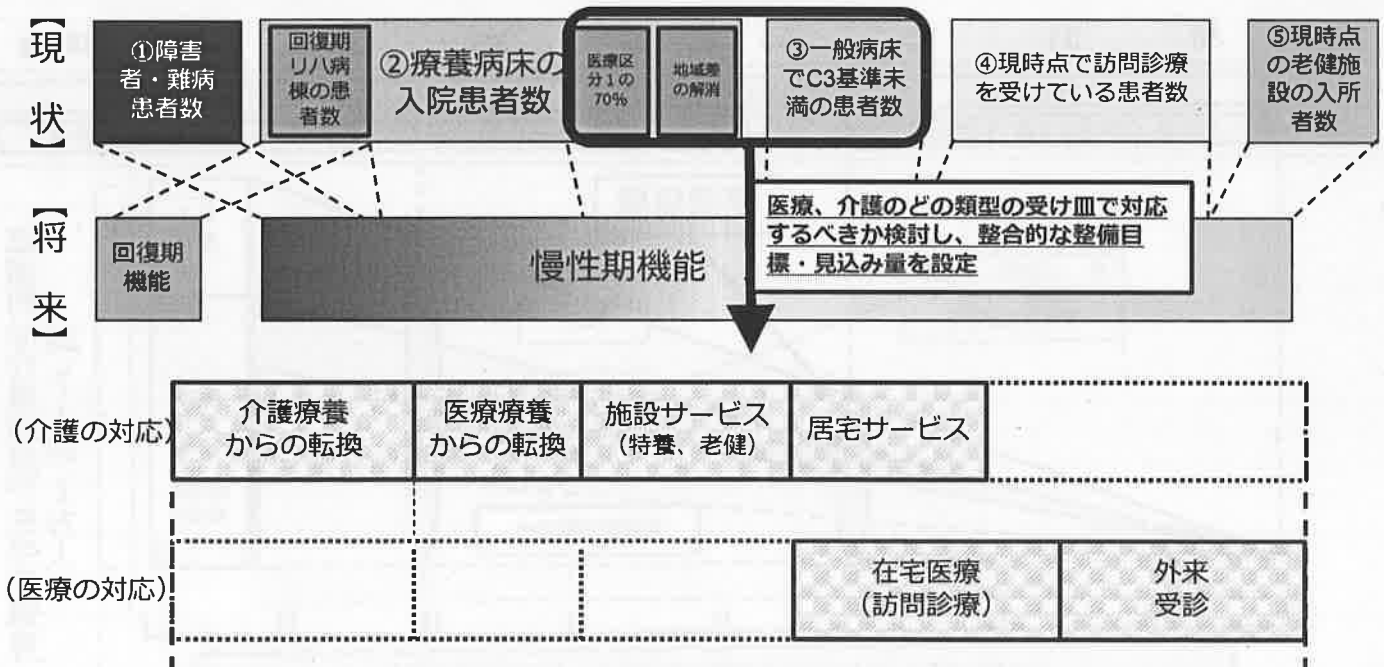 【現状】
①障害
者・難病
患者数
回復期
リハ病
棟の患
者数
②療養病床の
入院患者数
医療区
分1の
70%
地域差
の解消
③一般病床
でC3基準未
満の患者数
④現時点で訪問診療
を受けている患者数
⑤現時点
の老健施
設の入所
者数
【将来】
回復期
機能
慢性期機能
医療、介護のどの類型の受け皿で対応
するべきか検討し、整合的な整備目
標・見込み量を設定
(介護の対応)
介護療養
からの転換
医療療養
からの転換
施設サービス
(特養、老健)
居宅サービス
(医療の対応)
在宅医療
(訪問診療)
外来
受診